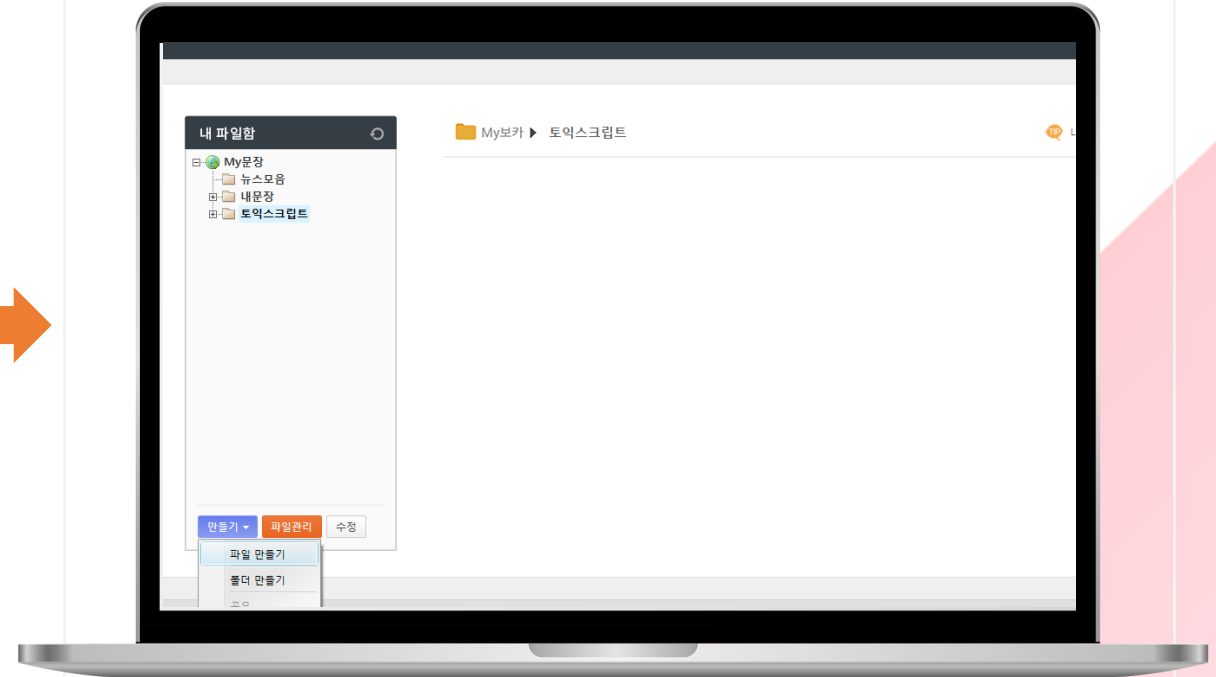 내 파일함
My보카 ▶ 토익스크립트
TIP
My문장
뉴스모음
내문장
토익스크립트
만들기 파일관리 수정
파일 만들기
폴더 만들기